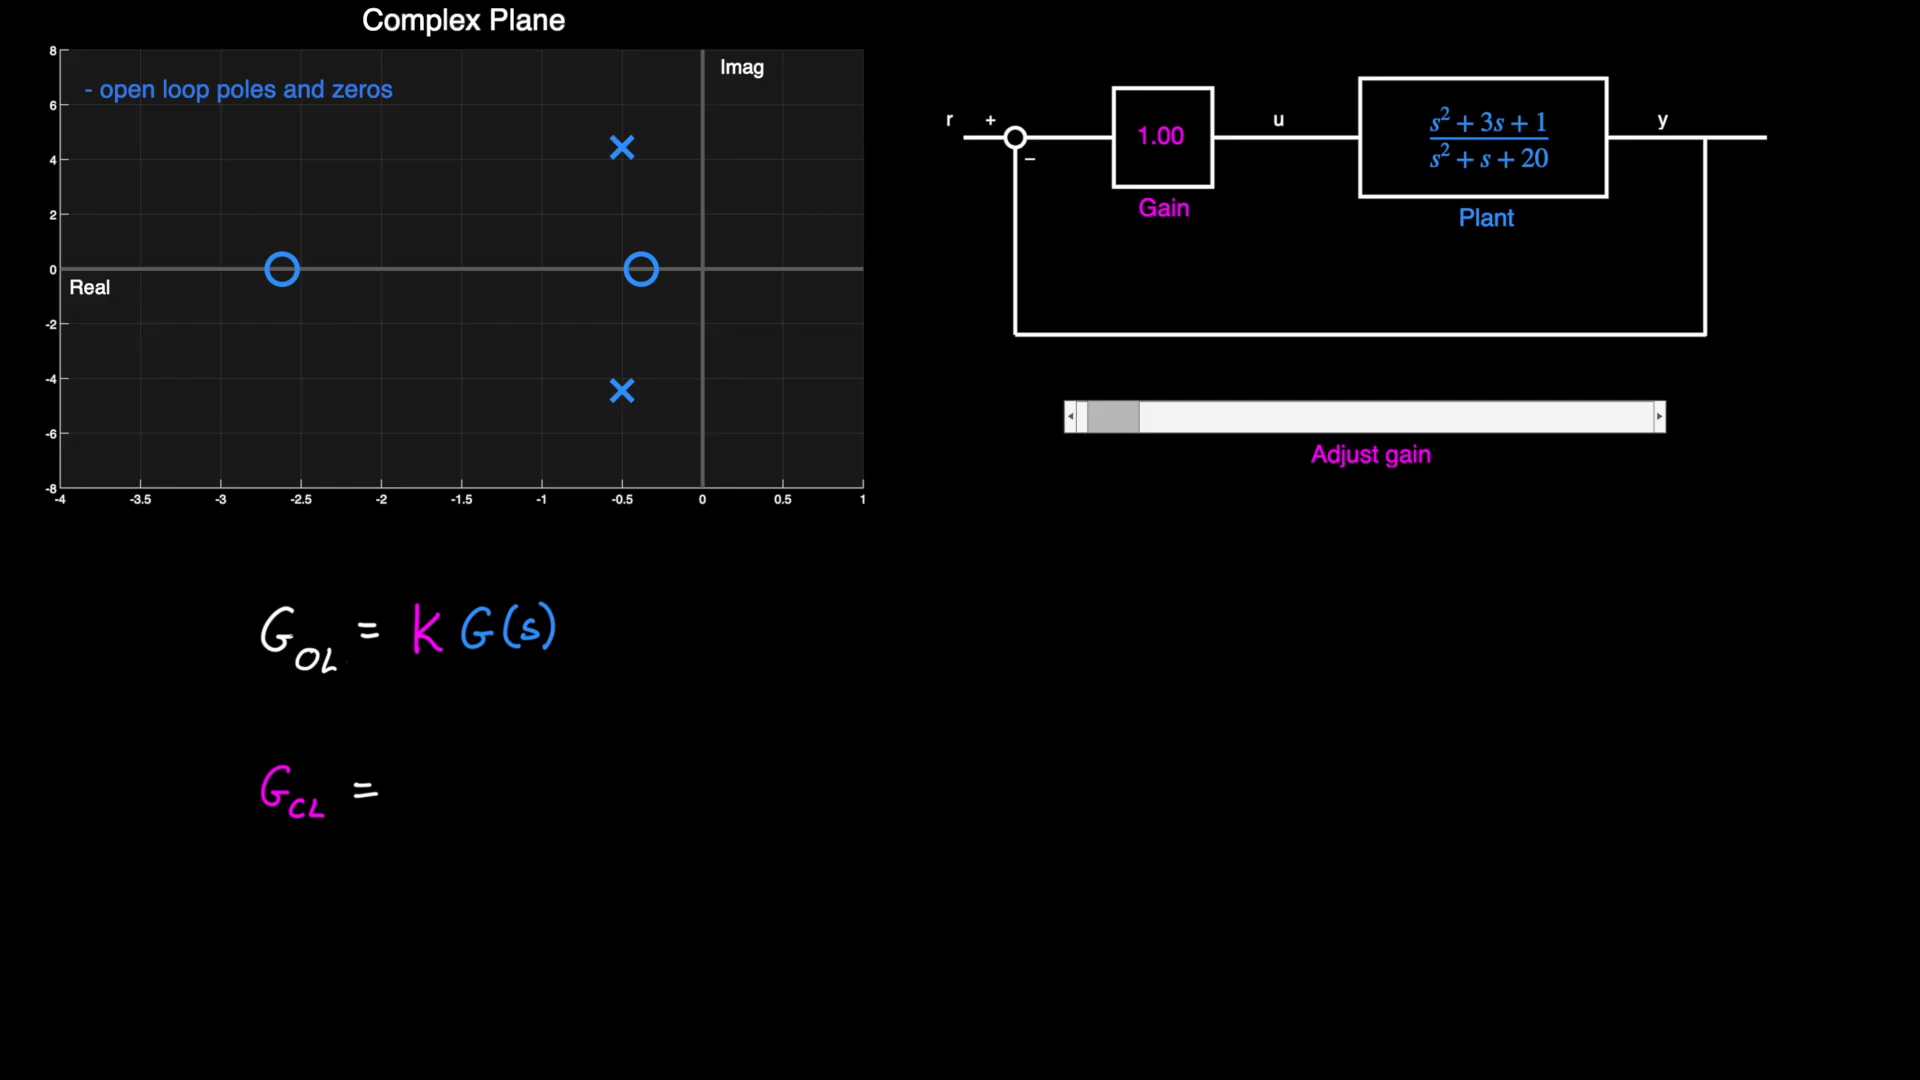 Complex Plane
Imag
- open loop poles and zeros
8
6
4
2
0
-2
-4
-6
-8
Real
-4 -3.5 -3 -2.5 -2 -1.5 -1 -0.5 0 0.5 1
r + −
1.00
Gain
u
s² + 3s + 1
s² + s + 20
Plant
y
Adjust gain
G_OL = K G(s)
G_CL =